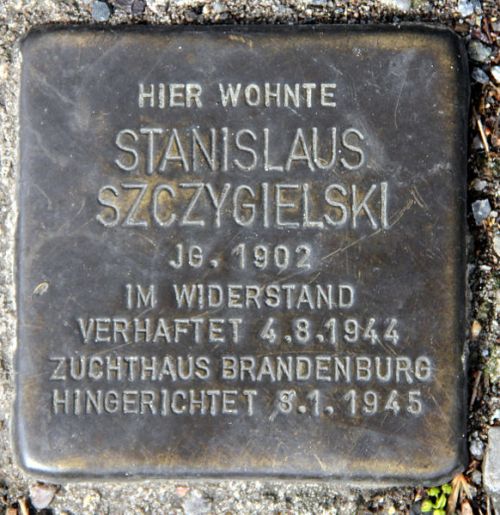 HIER WOHNTE
STANISLAUS
SZCZYGIELSKI
JG. 1902
IM WIDERSTAND
VERHAFTET 4.8.1944
ZUCHTHAUS BRANDENBURG
HINGERICHTET 8.1.1945